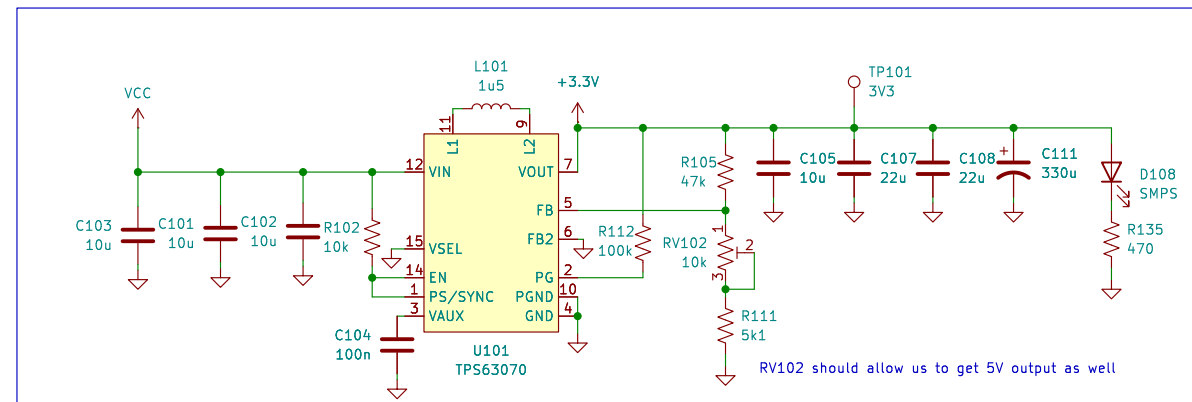 VCC
L101
1u5
+3.3V
TP101
3V3
11
9
L1
L2
12
VIN
VOUT
7
R105
47k
C105
10u
C107
22u
C108
22u
+
C111
330u
D108
SMPS
C103
10u
C101
10u
C102
10u
R102
10k
FB
5
15
VSEL
FB2
6
R112
100k
RV102
10k
1
2
3
R135
470
14
EN
PG
2
1
PS/SYNC
PGND
10
3
VAUX
GND
4
C104
100n
R111
5k1
U101
TPS63070
RV102 should allow us to get 5V output as well